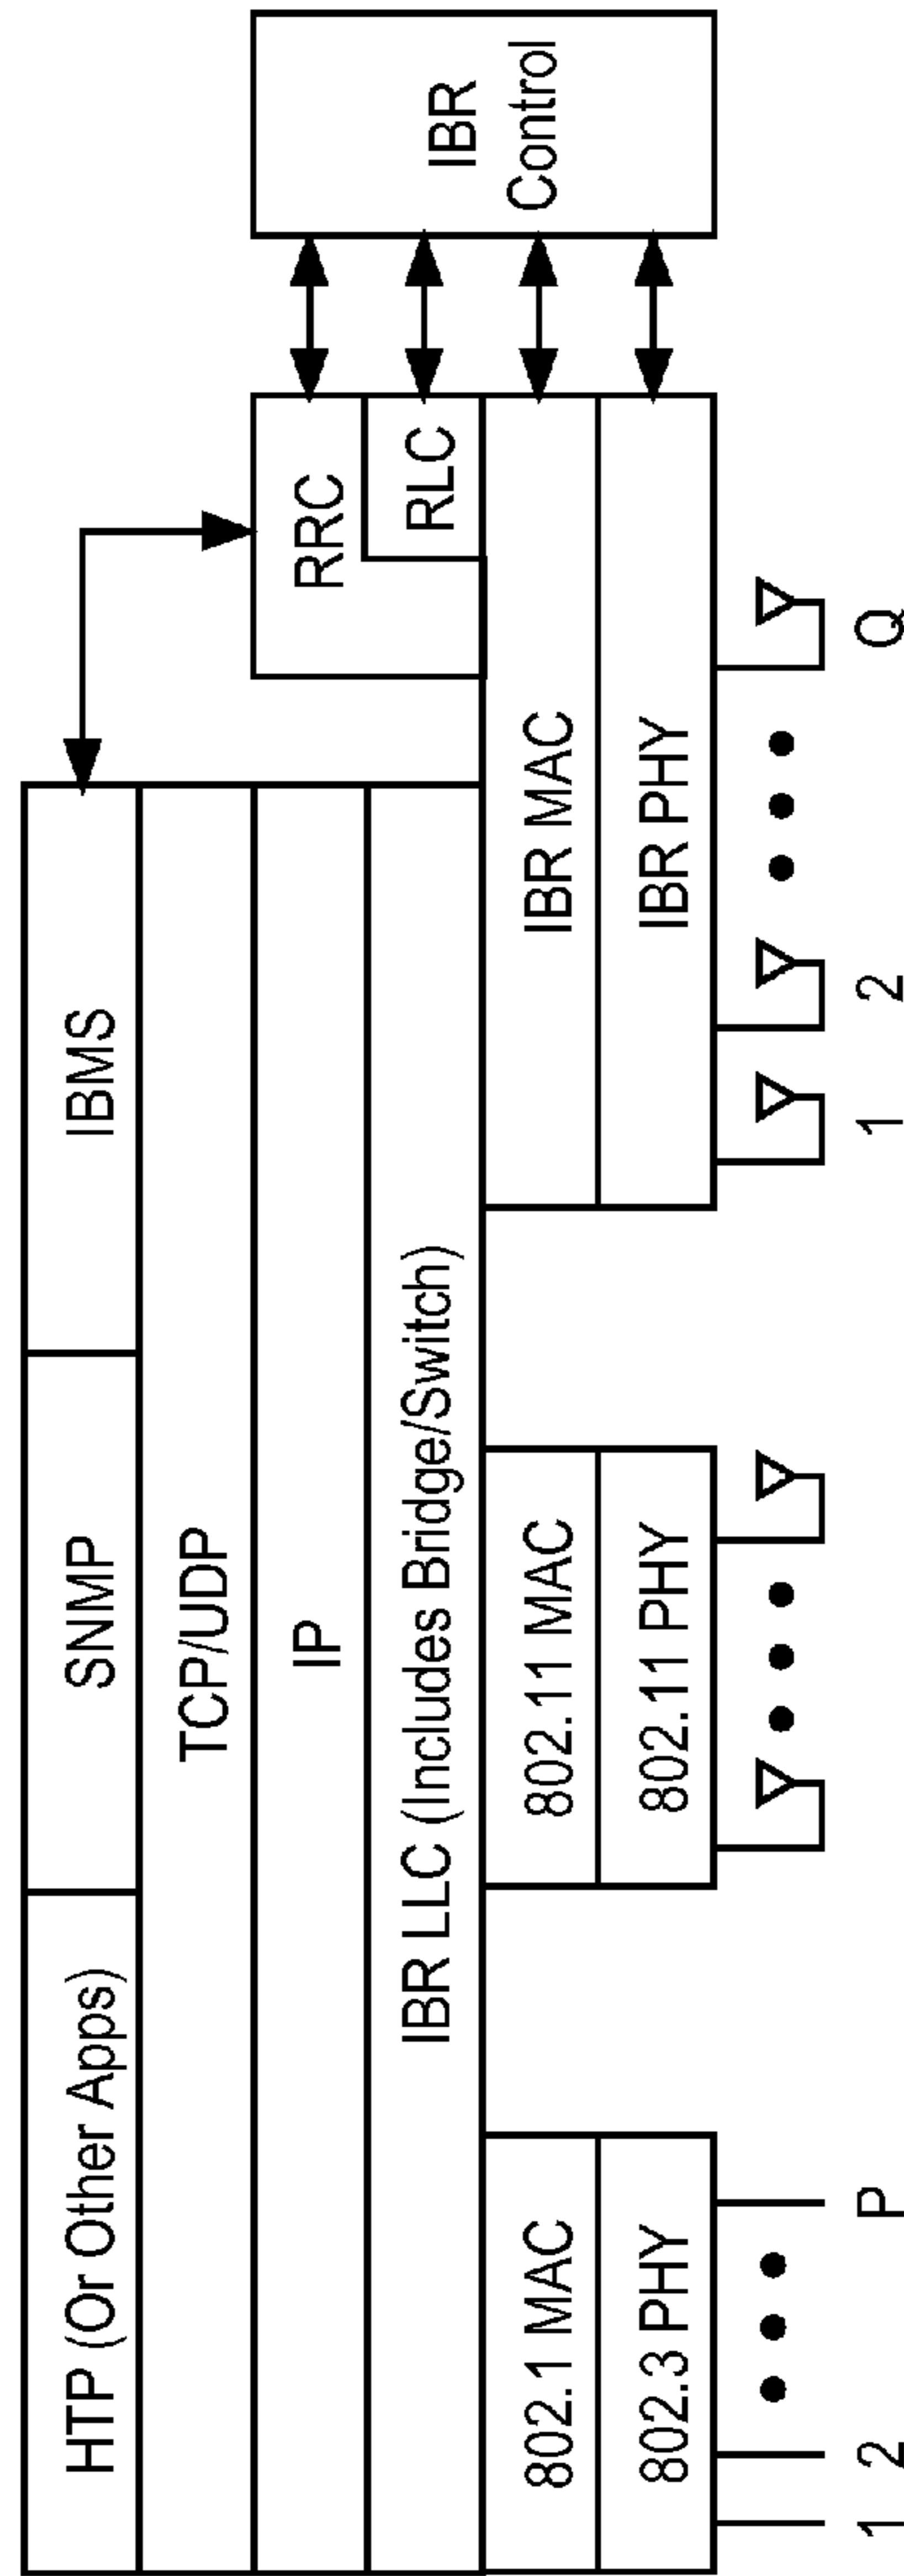 HTP (Or Other Apps)
SNMP
IBMS
TCP/UDP
IP
RRC
IBR
Control
IBR LLC (Includes Bridge/Switch)
RLC
802.1 MAC
802.11 MAC
IBR MAC
802.3 PHY
802.11 PHY
IBR PHY
1 2 P
1 2 Q